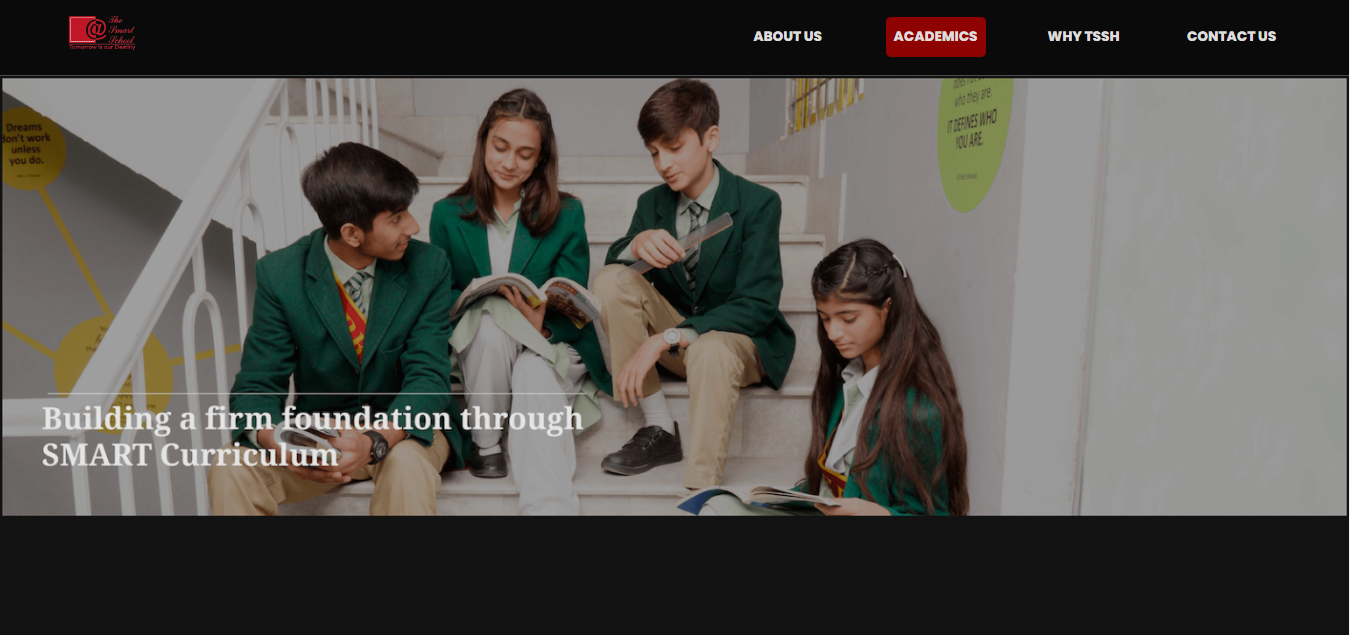 The
Smart
School
Tomorrow is our Destiny
ABOUT US
ACADEMICS
WHY TSSH
CONTACT US
Dreams
don't work
unless
you do.
who they are.
IT DEFINES WHO
YOU ARE.
Building a firm foundation through
SMART Curriculum